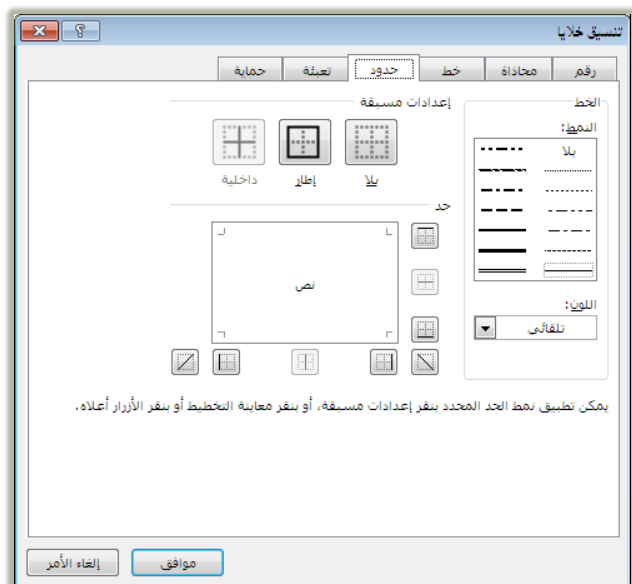 تنسيق خلايا
رقم
محاذاة
خط
حدود
تعبئة
حماية
الخط
النمط:
بلا
اللون:
تلقائي
إعدادات مسبقة
بلا
إطار
داخلية
حد
نص
يمكن تطبيق نمط الحد المحدد بنقر إعدادات مسبقة، أو بنقر معاينة التخطيط أو بنقر الأزرار أعلاه.
موافق
إلغاء الأمر